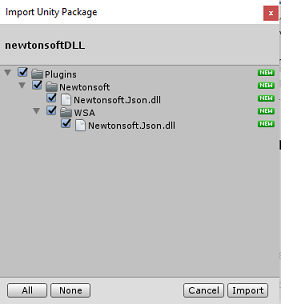 Import Unity Package
x
newtonsoftDLL
Plugins NEW
Newtonsoft NEW
Newtonsoft.Json.dll NEW
WSA NEW
Newtonsoft.Json.dll NEW
All None Cancel Import